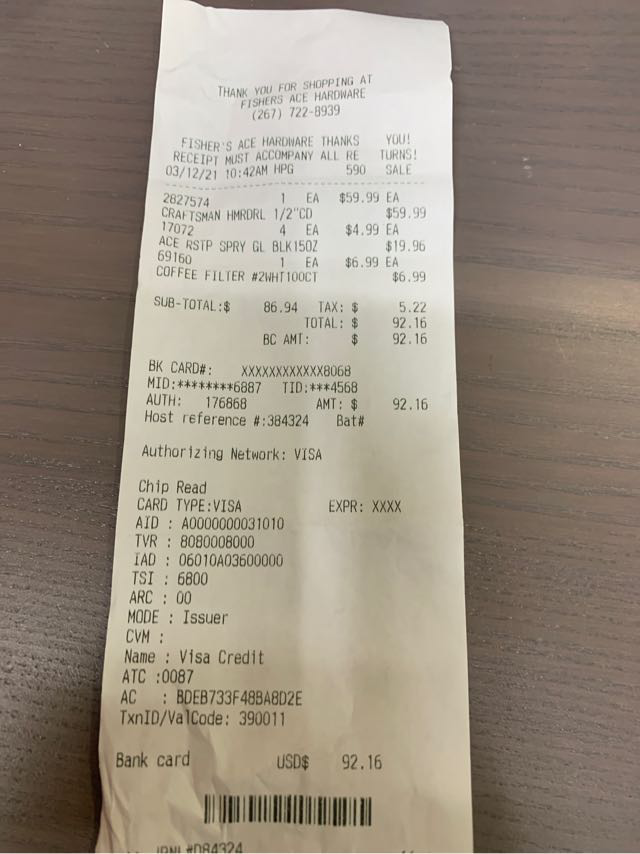 THANK YOU FOR SHOPPING AT
FISHERS ACE HARDWARE
(267) 722-8939
FISHER'S ACE HARDWARE THANKS YOU!
RECEIPT MUST ACCOMPANY ALL RE TURNS!
03/12/21 10:42AM HPG 590 SALE
2827574 1 EA $59.99 EA
CRAFTSMAN HMRDRL 1/2"CD $59.99
17072 4 EA $4.99 EA
ACE RSTP SPRY GL BLK15OZ $19.96
69160 1 EA $6.99 EA
COFFEE FILTER #2WHT100CT $6.99
SUB-TOTAL:$ 86.94 TAX: $ 5.22
TOTAL: $ 92.16
BC AMT: $ 92.16
BK CARD#: XXXXXXXXXXXX8068
MID:********6887 TID:***4568
AUTH: 176868 AMT: $ 92.16
Host reference #:384324 Bat#
Authorizing Network: VISA
Chip Read
CARD TYPE:VISA EXPR: XXXX
AID : A0000000031010
TVR : 8080008000
IAD : 06010A03600000
TSI : 6800
ARC : 00
MODE : Issuer
CVM :
Name : Visa Credit
ATC :0087
AC : BDEB733F48BA8D2E
TxnID/ValCode: 390011
Bank card USD$ 92.16